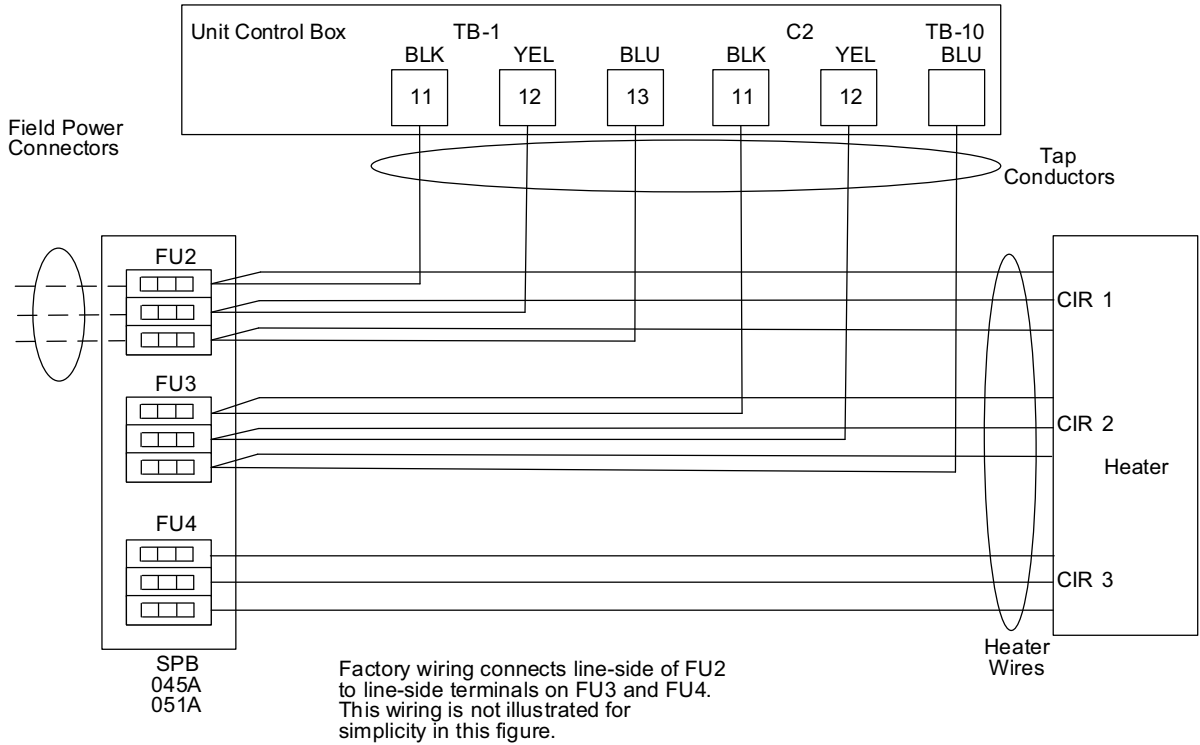 Unit Control Box
TB-1
C2
TB-10
BLK
YEL
BLU
BLK
YEL
BLU
11
12
13
11
12
Field Power
Connectors
Tap
Conductors
FU2
CIR 1
FU3
CIR 2
Heater
FU4
CIR 3
SPB
045A
051A
Heater
Wires
Factory wiring connects line-side of FU2
to line-side terminals on FU3 and FU4.
This wiring is not illustrated for
simplicity in this figure.